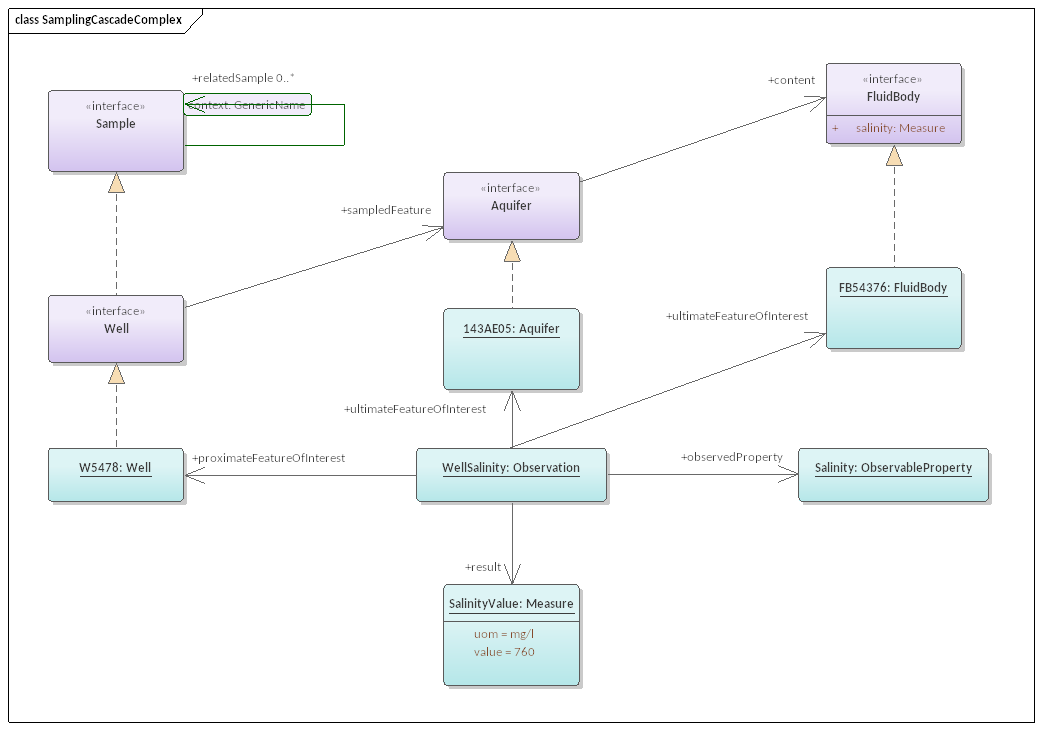 class SamplingCascadeComplex
+relatedSample 0..*
«interface»
Sample
context: GenericName
+content
«interface»
FluidBody
+ salinity: Measure
«interface»
Aquifer
+sampledFeature
«interface»
Well
143AE05: Aquifer
FB54376: FluidBody
+ultimateFeatureOfInterest
+ultimateFeatureOfInterest
W5478: Well
+proximateFeatureOfInterest
WellSalinity: Observation
+observedProperty
Salinity: ObservableProperty
+result
SalinityValue: Measure
uom = mg/l
value = 760